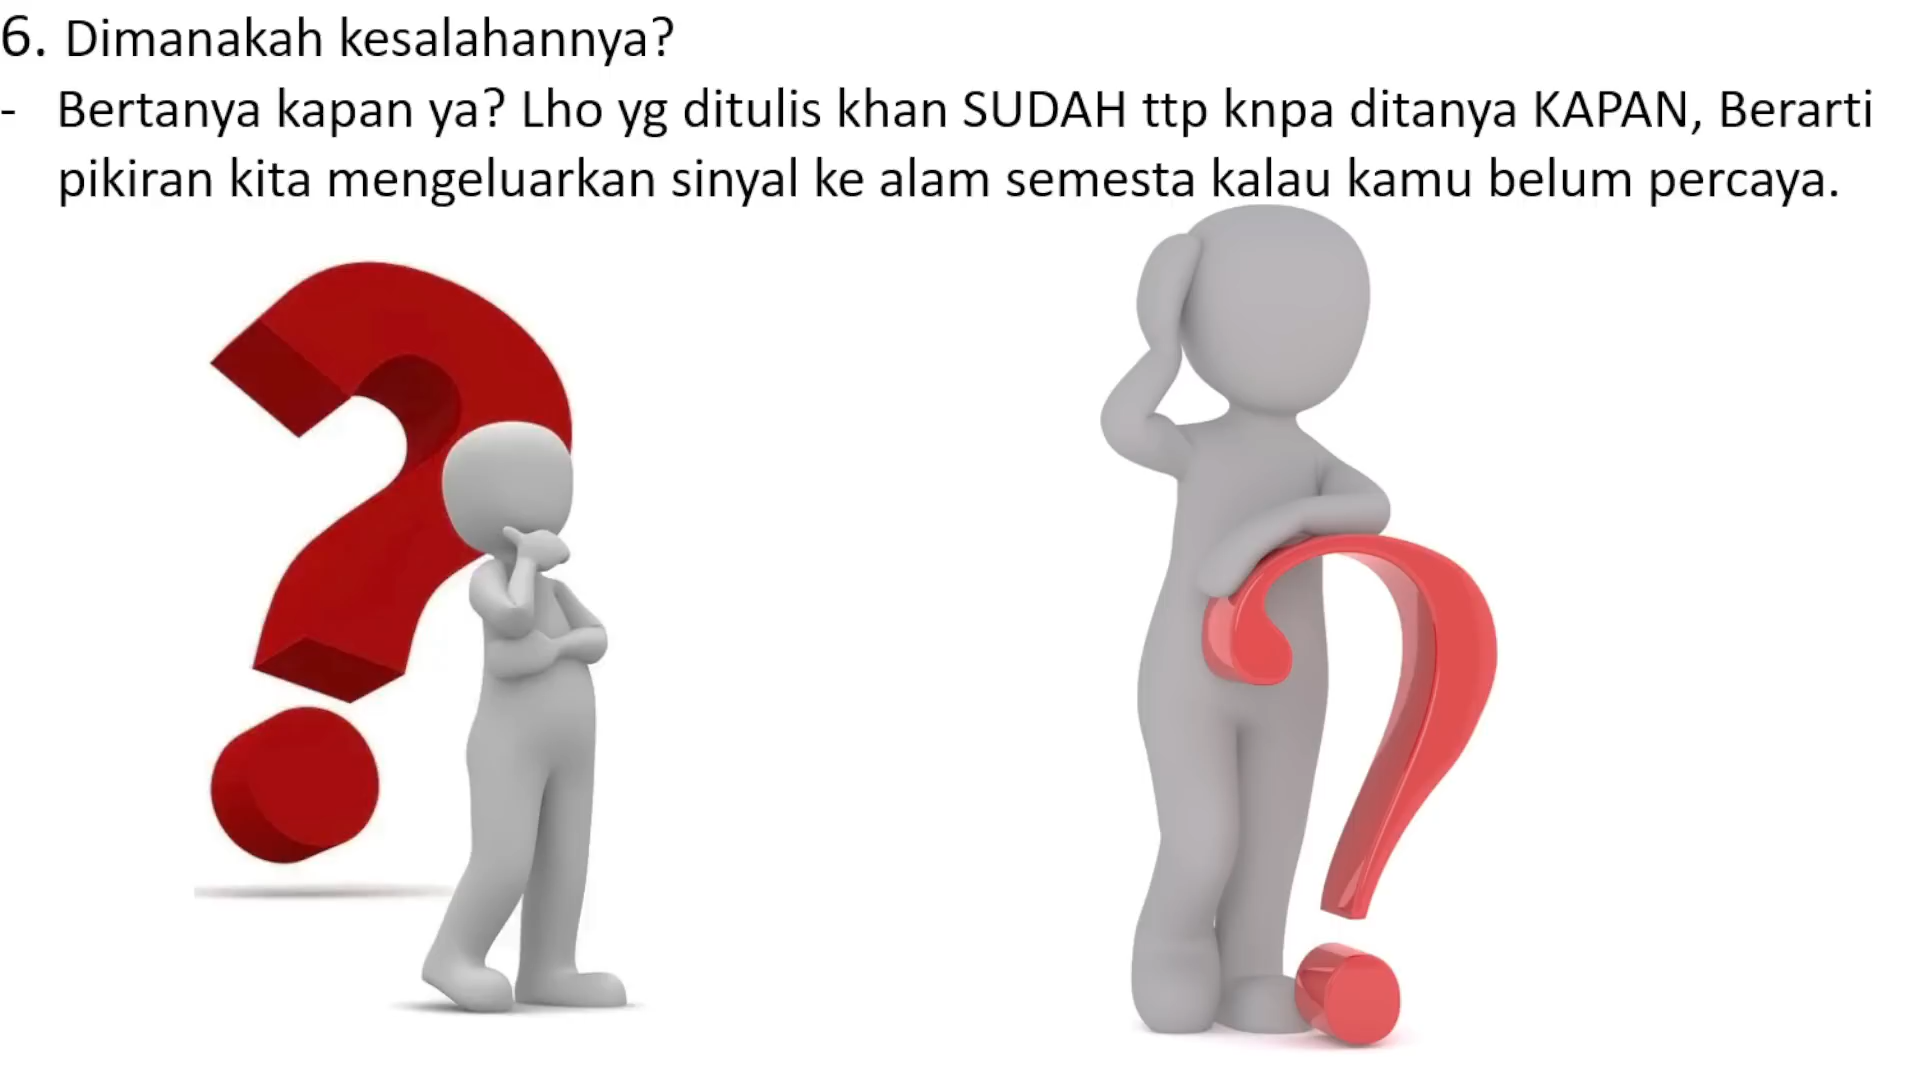 6. Dimanakah kesalahannya?
- Bertanya kapan ya? Lho yg ditulis khan SUDAH ttp knpa ditanya KAPAN, Berarti
pikiran kita mengeluarkan sinyal ke alam semesta kalau kamu belum percaya.